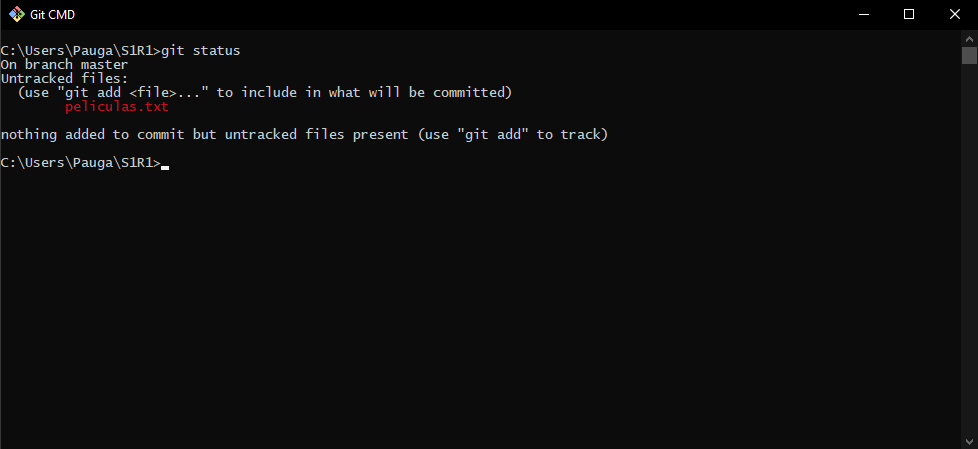 Git CMD
C:\Users\Pauga\S1R1>git status
On branch master
Untracked files:
  (use "git add <file>..." to include in what will be committed)
        peliculas.txt
nothing added to commit but untracked files present (use "git add" to track)
C:\Users\Pauga\S1R1>